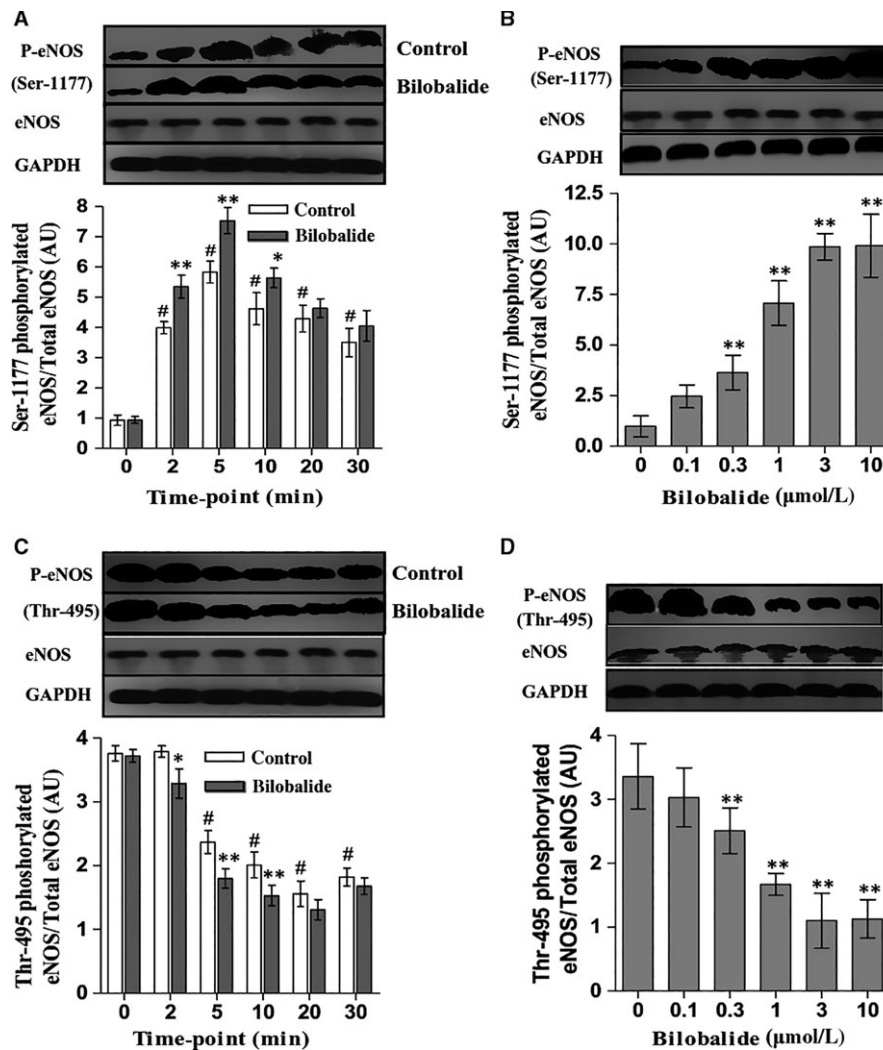 A
P-eNOS
Control
(Ser-1177)
Bilobalide
eNOS
GAPDH
Ser-1177 phosphorylated
eNOS/Total eNOS (AU)
8
7
6
5
4
3
2
1
0
Control
Bilobalide
# ** # ** # * # #
0 2 5 10 20 30
Time-point (min)
B
P-eNOS
(Ser-1177)
eNOS
GAPDH
Ser-1177 phosphorylated
eNOS/Total eNOS (AU)
12.5
10.0
7.5
5.0
2.5
0.0
** ** ** **
0 0.1 0.3 1 3 10
Bilobalide (μmol/L)
C
P-eNOS
Control
(Thr-495)
Bilobalide
eNOS
GAPDH
Thr-495 phoshorylated
eNOS/Total eNOS (AU)
4
3
2
1
0
Control
Bilobalide
* # ** # ** # #
0 2 5 10 20 30
Time-point (min)
D
P-eNOS
(Thr-495)
eNOS
GAPDH
Thr-495 phosphorylated
eNOS/Total eNOS (AU)
4
3
2
1
0
** ** ** **
0 0.1 0.3 1 3 10
Bilobalide (μmol/L)